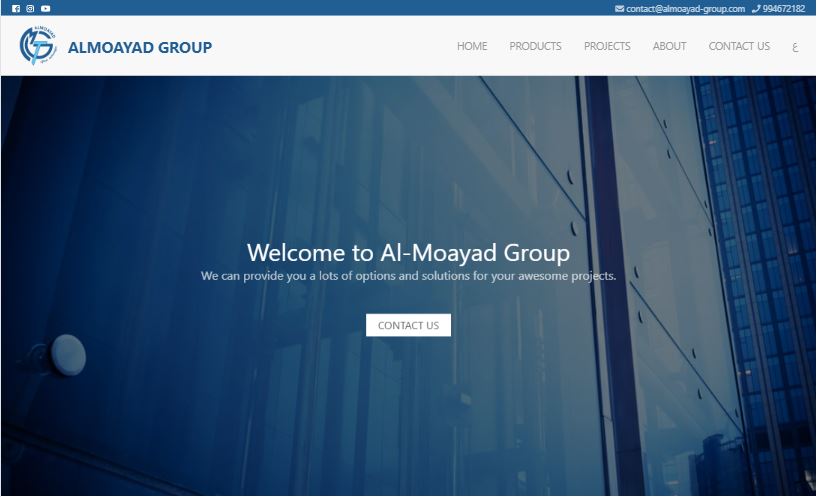 contact@almoayad-group.com 994672182
ALMOAYAD
ALMOAYAD GROUP
HOME PRODUCTS PROJECTS ABOUT CONTACT US ع
Welcome to Al-Moayad Group
We can provide you a lots of options and solutions for your awesome projects.
CONTACT US